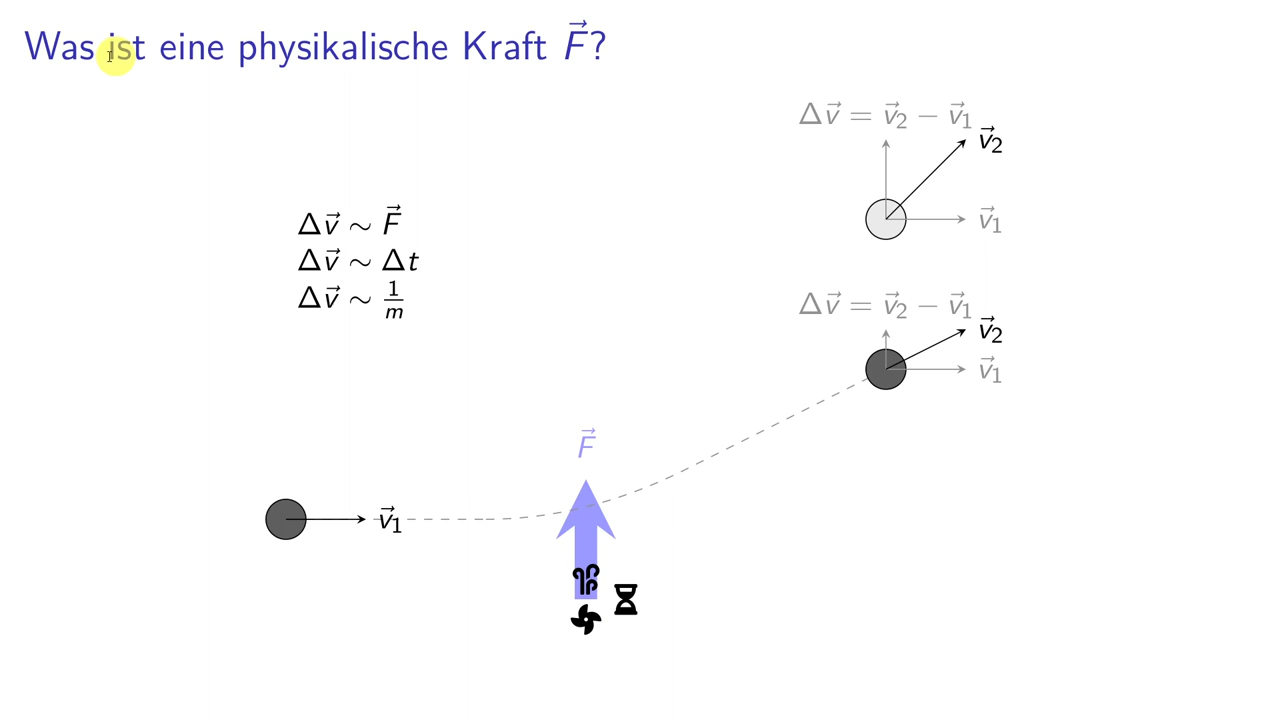 Was ist eine physikalische Kraft F⃗?
Δv⃗ = v⃗₂ − v⃗₁
v⃗₂
v⃗₁
Δv⃗ ∼ F⃗
Δv⃗ ∼ Δt
Δv⃗ ∼ 1/m
Δv⃗ = v⃗₂ − v⃗₁
v⃗₂
v⃗₁
F⃗
v⃗₁